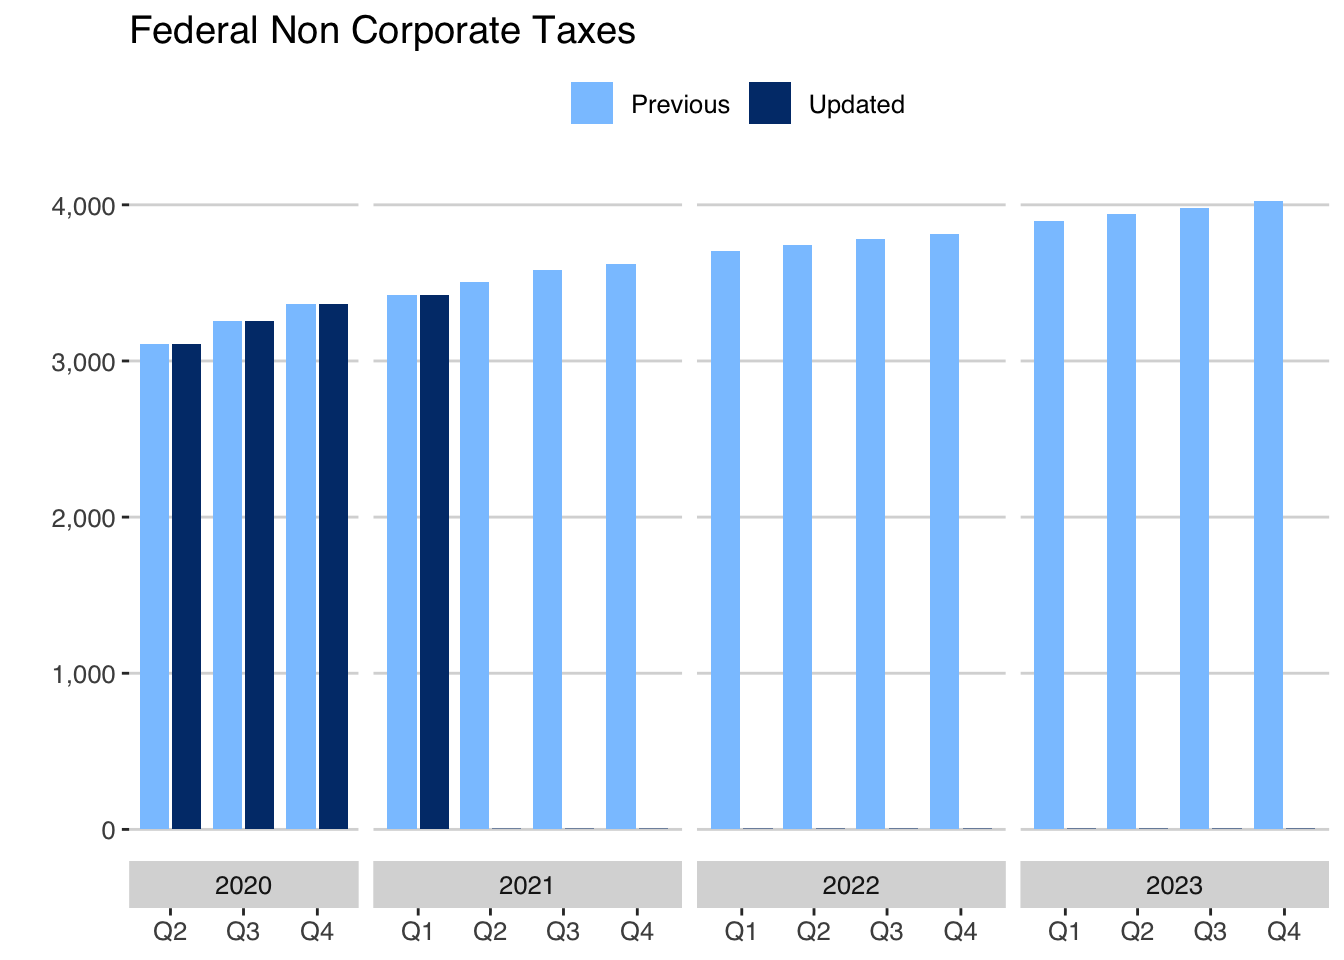 Federal Non Corporate Taxes
Previous Updated
4,000
3,000
2,000
1,000
0
2020 2021 2022 2023
Q2 Q3 Q4 Q1 Q2 Q3 Q4 Q1 Q2 Q3 Q4 Q1 Q2 Q3 Q4